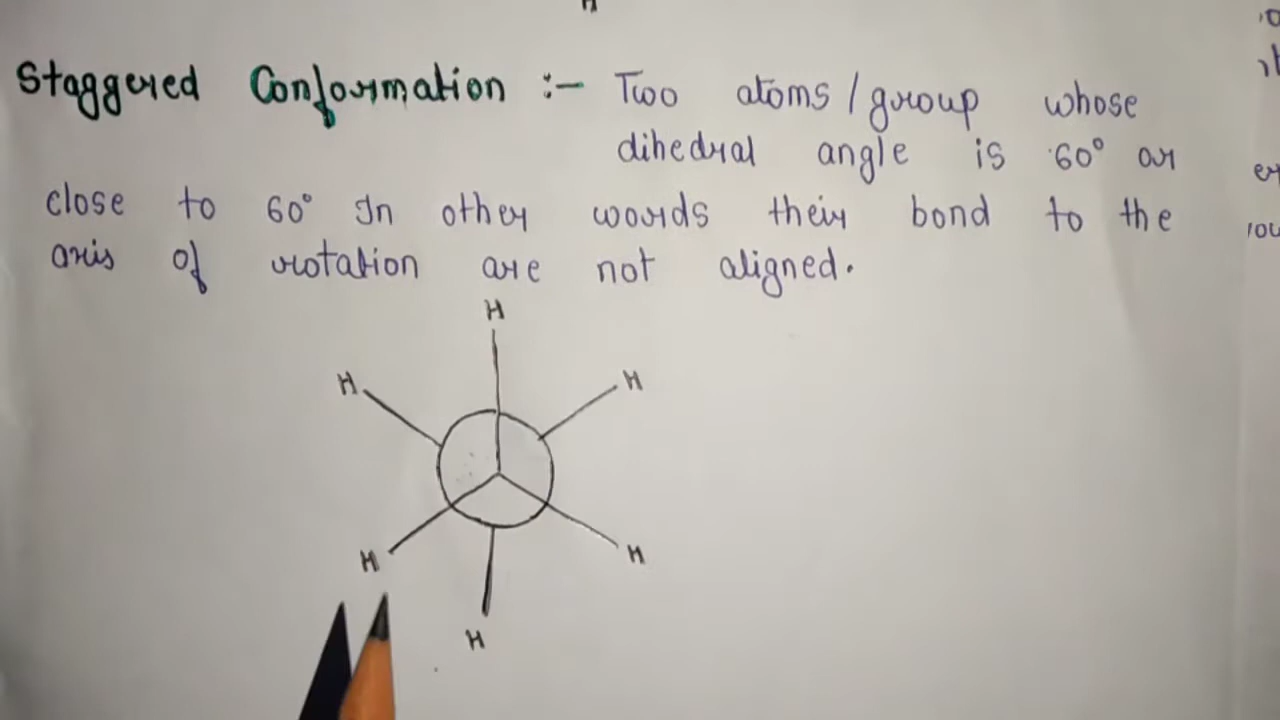 Staggered Conformation :- Two atoms/group whose
dihedral angle is 60° or
close to 60° In other words their bond to the
axis of rotation are not aligned.
H
H
H
H
H
H